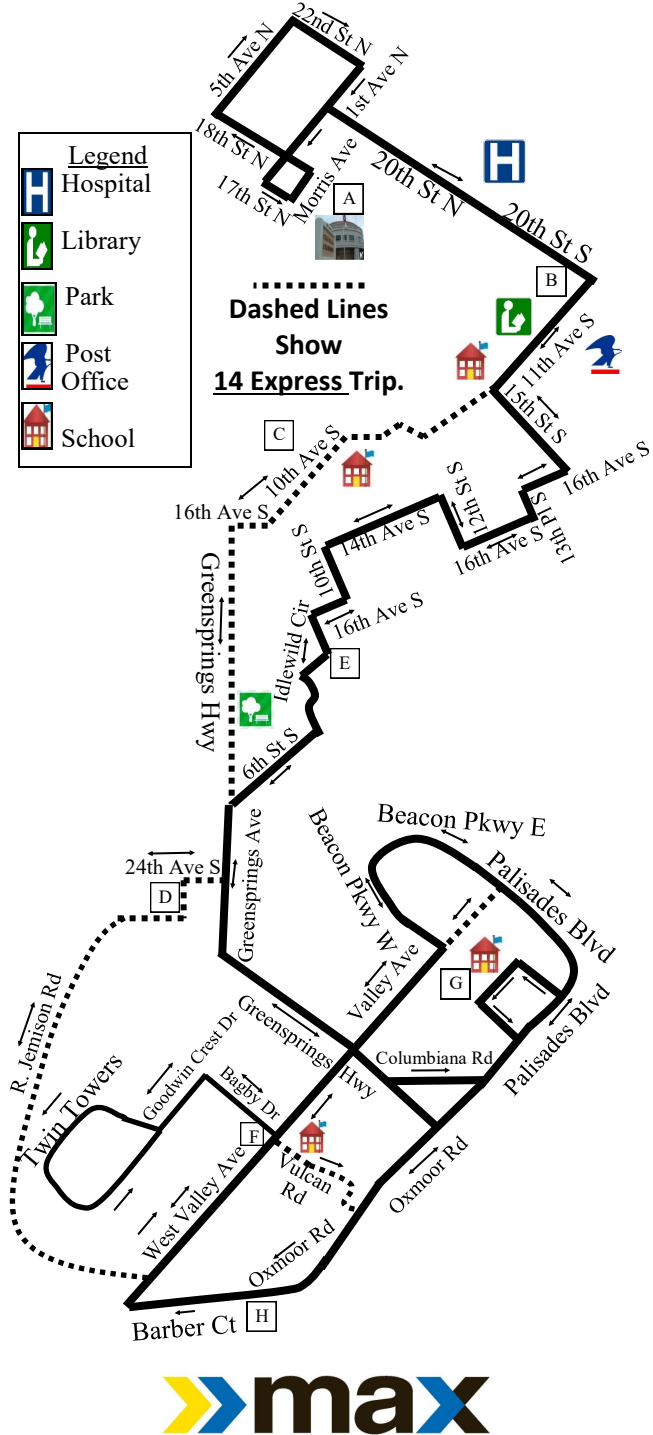 22nd St N
5th Ave N
1st Ave N
18th St N
Morris Ave
17th St N
20th St N
20th St S
Legend
Hospital
Library
Park
Post
Office
School
A
B
Dashed Lines
Show
14 Express Trip.
11th Ave S
15th St S
C
10th Ave S
16th Ave S
16th Ave S
12th St S
13th Pl S
14th Ave S
16th Ave S
10th St S
16th Ave S
Greensprings Hwy
Idlewild Cir
E
6th St S
Beacon Pkwy E
Beacon Pkwy W
Palisades Blvd
24th Ave S
D
Greensprings Ave
Valley Ave
G
Palisades Blvd
R. Jemison Rd
Greensprings Hwy
Columbiana Rd
Goodwin Crest Dr
Bagby Dr
Twin Towers
F
Vulcan
Rd
West Valley Ave
Oxmoor Rd
Oxmoor Rd
Barber Ct
H
max